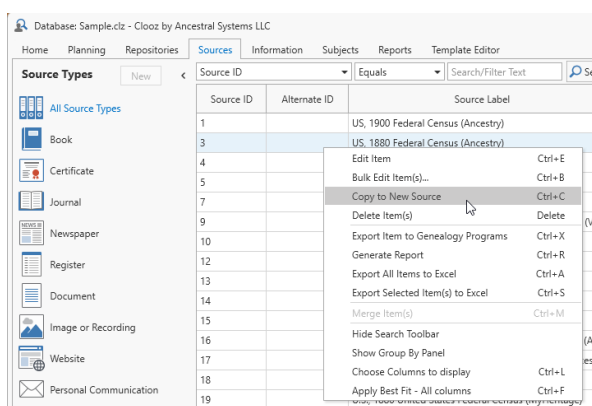 Database: Sample.clz - Clooz by Ancestral Systems LLC
Home Planning Repositories Sources Information Subjects Reports Template Editor
Source Types New Source ID Equals Search/Filter Text
Source ID Alternate ID Source Label
All Source Types
Book
Certificate
Journal
NEWS
Newspaper
Register
Document
Image or Recording
Website
Personal Communication
1 US, 1900 Federal Census (Ancestry)
3 US, 1880 Federal Census (Ancestry)
4
5
7
9
10
12
13
14
15
16
17
18
19
Edit Item Ctrl+E
Bulk Edit Item(s)... Ctrl+B
Copy to New Source Ctrl+C
Delete Item(s) Delete
Export Item to Genealogy Programs Ctrl+X
Generate Report Ctrl+R
Export All Items to Excel Ctrl+A
Export Selected Item(s) to Excel Ctrl+S
Merge Item(s) Ctrl+M
Hide Search Toolbar
Show Group By Panel
Choose Columns to display Ctrl+L
Apply Best Fit - All columns Ctrl+F